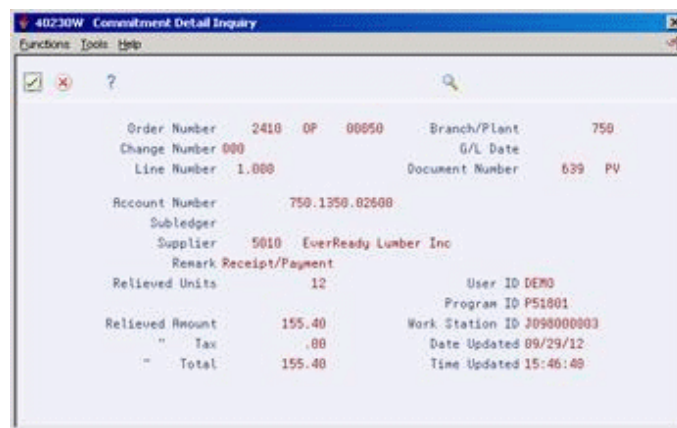 40230W Commitment Detail Inquiry
Functions Tools Help
?
Order Number 2410 OP 00050 Branch/Plant 750
Change Number 000 G/L Date
Line Number 1.000 Document Number 639 PV
Account Number 750.1350.02600
Subledger
Supplier 5010 EverReady Lumber Inc
Remark Receipt/Payment
Relieved Units 12 User ID DEMO
Program ID P51801
Relieved Amount 155.40 Work Station ID J098000003
" Tax .00 Date Updated 09/29/12
" Total 155.40 Time Updated 15:46:40